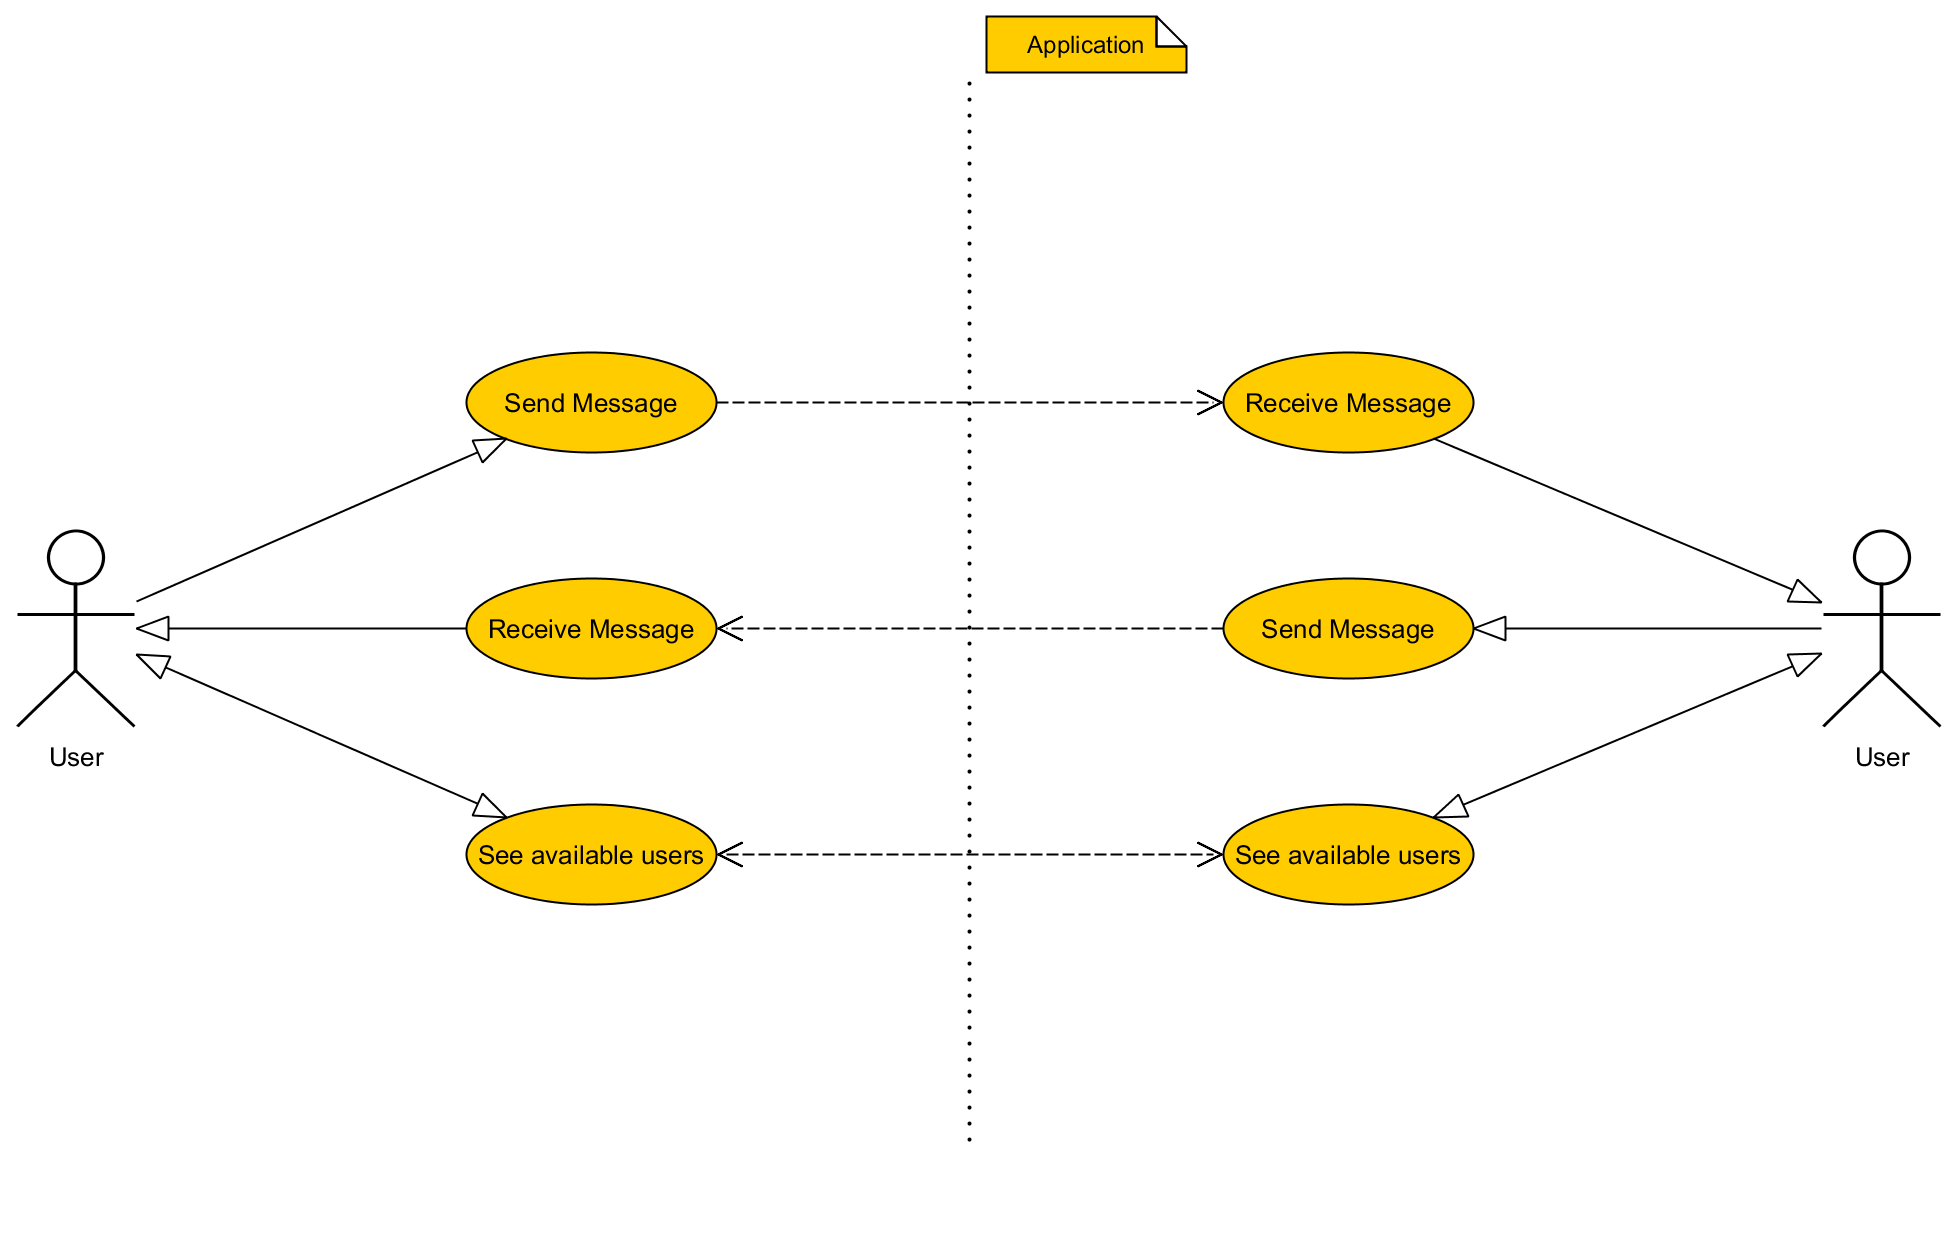 Application
Send Message
Receive Message
Receive Message
Send Message
User
User
See available users
See available users